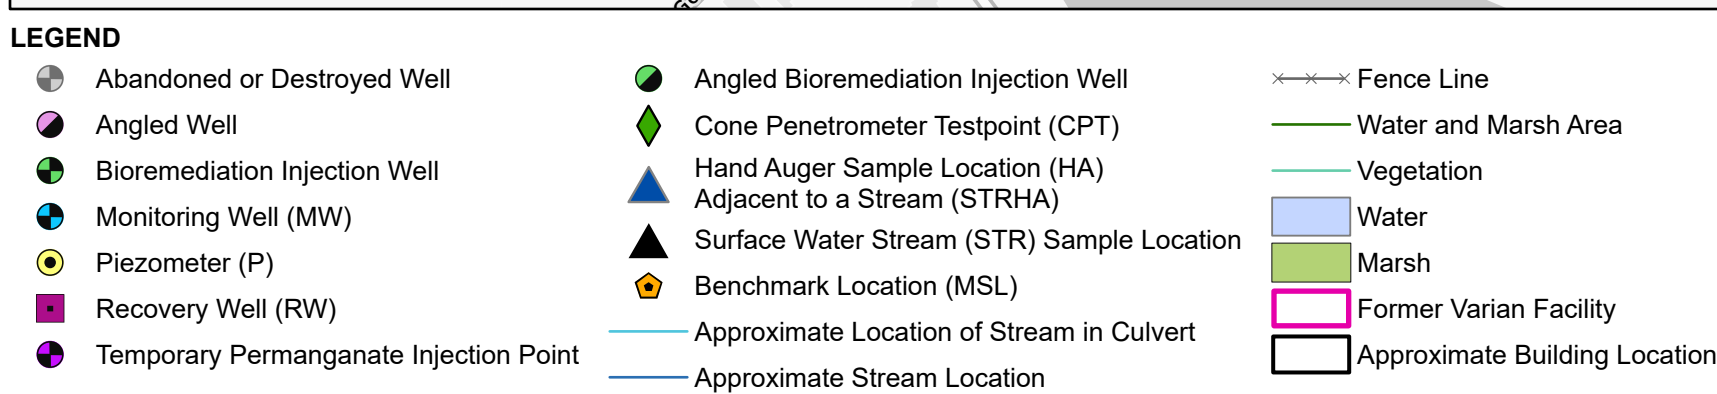 LEGEND
Abandoned or Destroyed Well
Angled Well
Bioremediation Injection Well
Monitoring Well (MW)
Piezometer (P)
Recovery Well (RW)
Temporary Permanganate Injection Point
Angled Bioremediation Injection Well
Cone Penetrometer Testpoint (CPT)
Hand Auger Sample Location (HA)
Adjacent to a Stream (STRHA)
Surface Water Stream (STR) Sample Location
Benchmark Location (MSL)
Approximate Location of Stream in Culvert
Approximate Stream Location
Fence Line
Water and Marsh Area
Vegetation
Water
Marsh
Former Varian Facility
Approximate Building Location